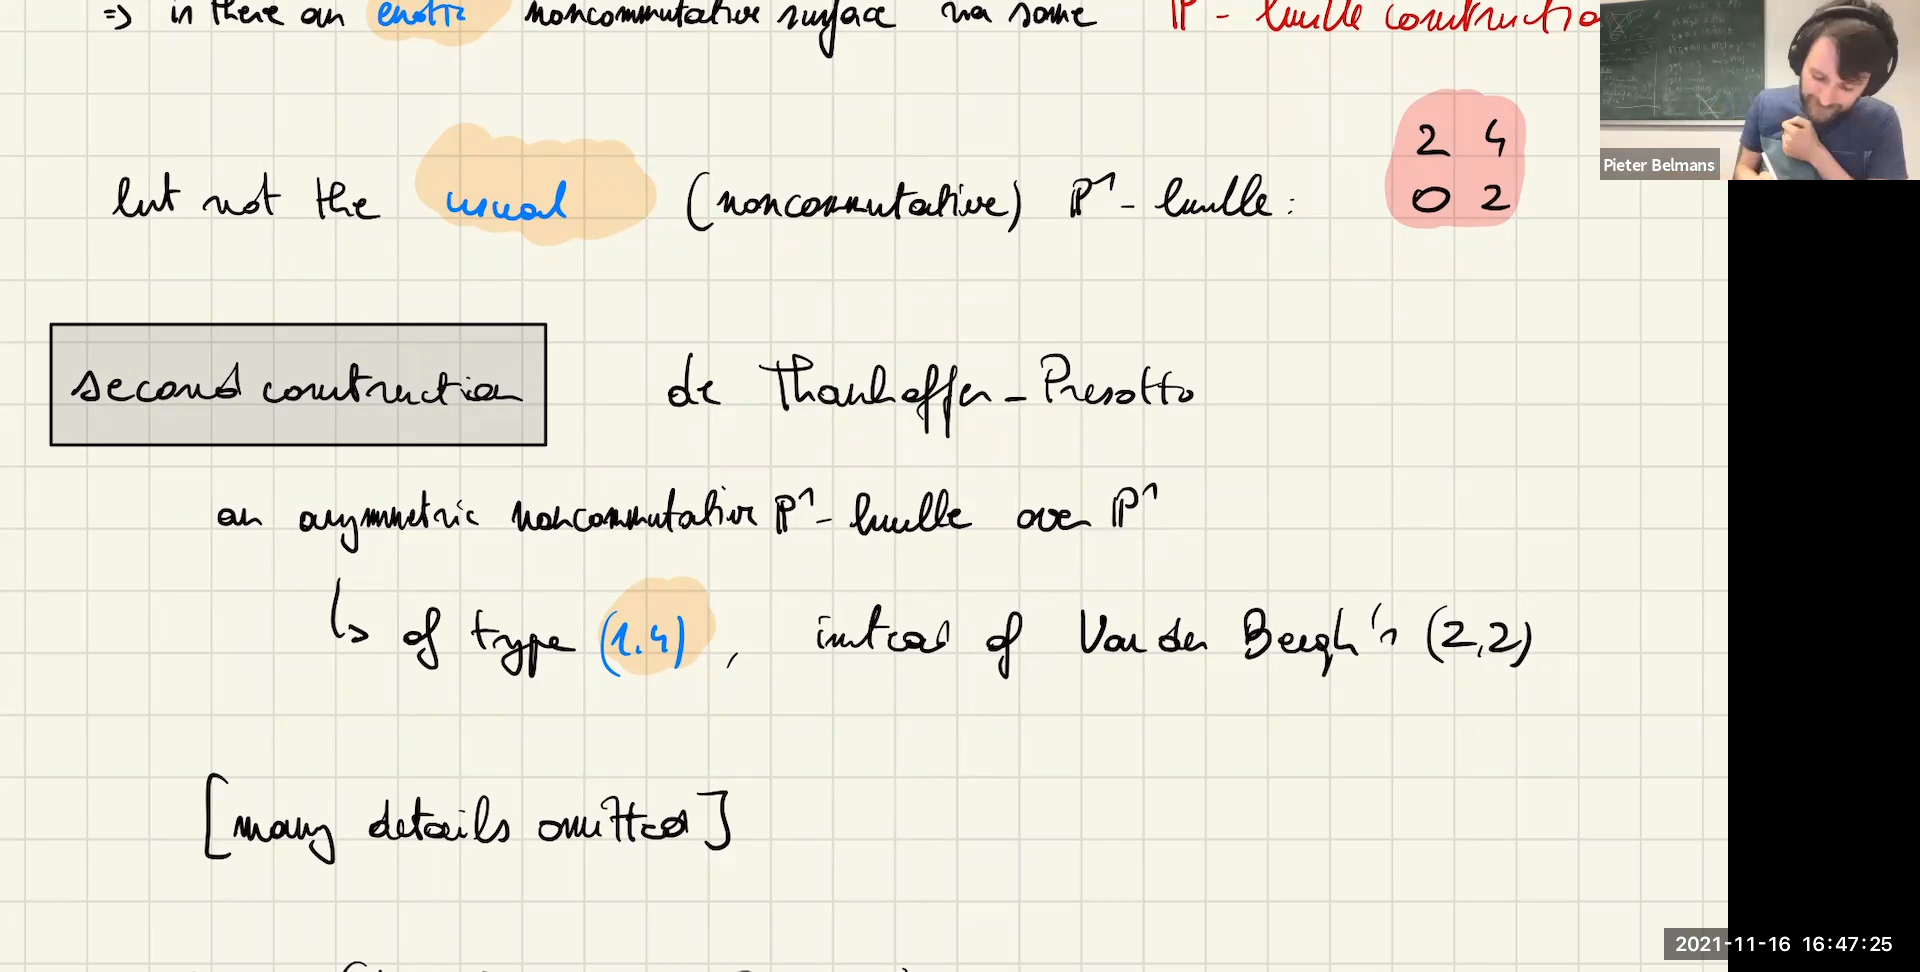 => is there an exotic noncommutative surface via some P - bundle constructio
but not the usual (noncommutative) P¹ - bundle :
2 4
0 2
Pieter Belmans
second construction
de Thanhoffer - Presotto
an asymmetric noncommutative P¹ - bundle over P¹
↳ of type (1,4) , instead of Van den Bergh's (2,2)
[many details omitted]
2021-11-16 16:47:25